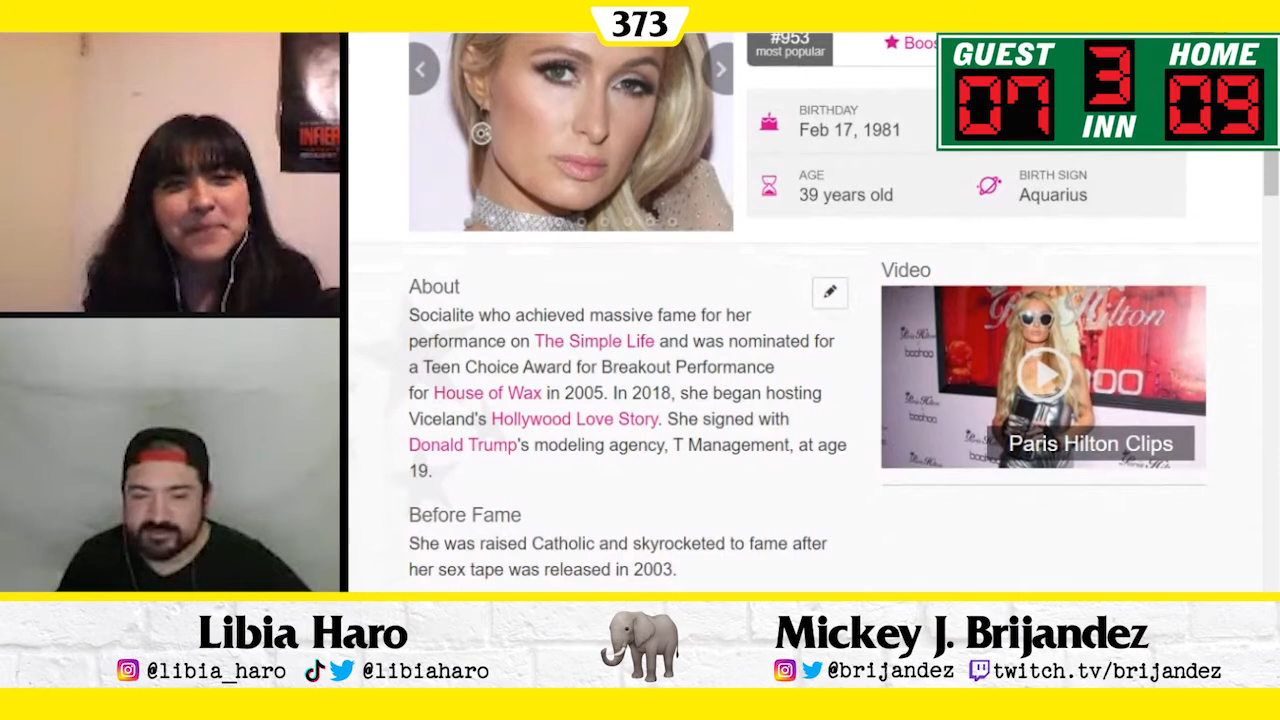 373
#953
most popular
Boos
GUEST
3
HOME
07
INN
09
BIRTHDAY
Feb 17, 1981
AGE
39 years old
BIRTH SIGN
Aquarius
About
Socialite who achieved massive fame for her
performance on The Simple Life and was nominated for
a Teen Choice Award for Breakout Performance
for House of Wax in 2005. In 2018, she began hosting
Viceland's Hollywood Love Story. She signed with
Donald Trump's modeling agency, T Management, at age
19.
Before Fame
She was raised Catholic and skyrocketed to fame after
her sex tape was released in 2003.
Video
Paris Hilton
boohoo
Paris Hilton Clips
Libia Haro
@libia_haro
@libiaharo
Mickey J. Brijandez
@brijandez
twitch.tv/brijandez